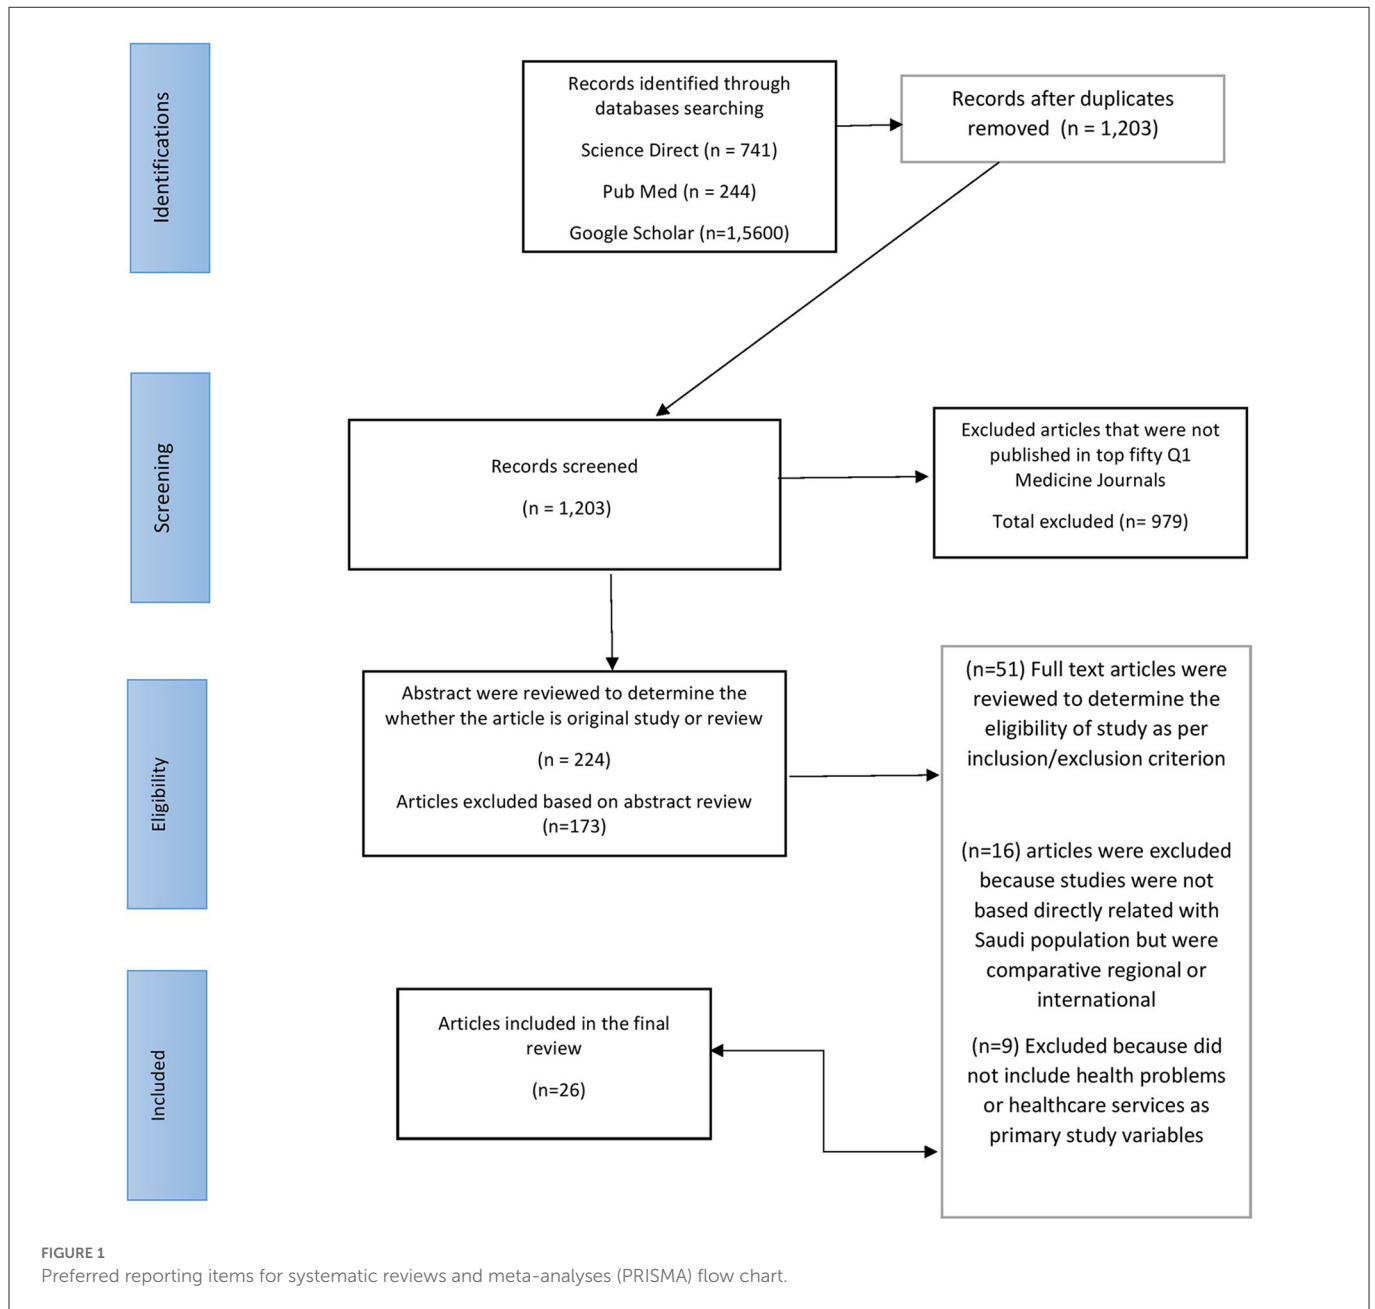 Identifications
Records identified through
databases searching
Science Direct (n = 741)
Pub Med (n = 244)
Google Scholar (n=1,5600)
Records after duplicates
removed (n = 1,203)
Screening
Records screened
(n = 1,203)
Excluded articles that were not
published in top fifty Q1
Medicine Journals
Total excluded (n= 979)
Eligibility
Abstract were reviewed to determine the
whether the article is original study or review
(n = 224)
Articles excluded based on abstract review
(n=173)
(n=51) Full text articles were
reviewed to determine the
eligibility of study as per
inclusion/exclusion criterion
(n=16) articles were excluded
because studies were not
based directly related with
Saudi population but were
comparative regional or
international
(n=9) Excluded because did
not include health problems
or healthcare services as
primary study variables
Included
Articles included in the final
review
(n=26)
FIGURE 1
Preferred reporting items for systematic reviews and meta-analyses (PRISMA) flow chart.